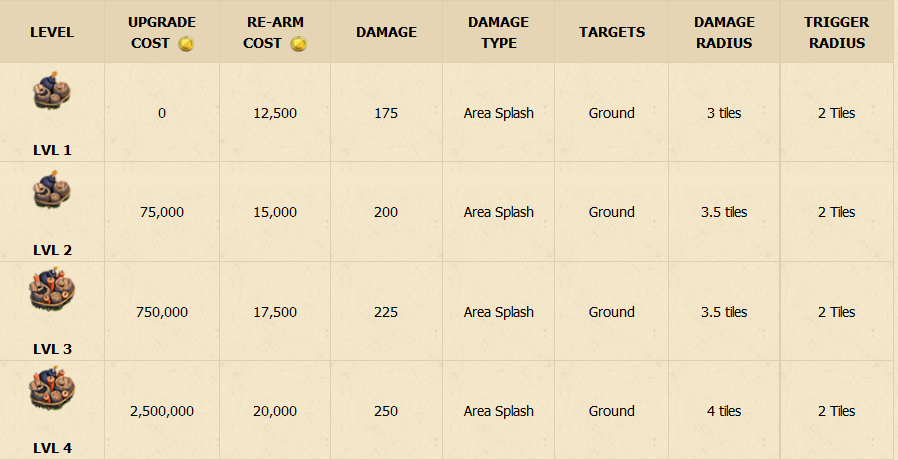 LEVEL UPGRADE COST RE-ARM COST DAMAGE DAMAGE TYPE TARGETS DAMAGE RADIUS TRIGGER RADIUS
LVL 1 0 12,500 175 Area Splash Ground 3 tiles 2 Tiles
LVL 2 75,000 15,000 200 Area Splash Ground 3.5 tiles 2 Tiles
LVL 3 750,000 17,500 225 Area Splash Ground 3.5 tiles 2 Tiles
LVL 4 2,500,000 20,000 250 Area Splash Ground 4 tiles 2 Tiles